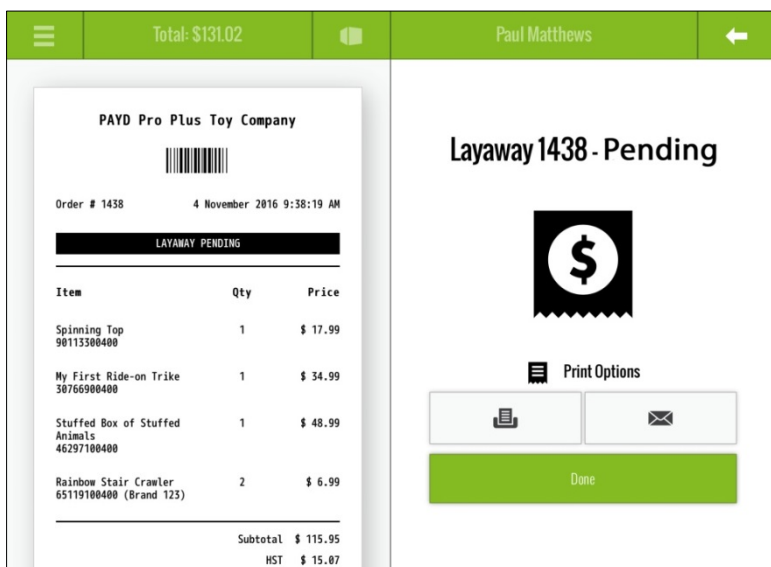 Total: $131.02
Paul Matthews
PAYD Pro Plus Toy Company
Order # 1438 4 November 2016 9:38:19 AM
LAYAWAY PENDING
Item Qty Price
Spinning Top 1 $ 17.99
90113300400
My First Ride-on Trike 1 $ 34.99
30766900400
Stuffed Box of Stuffed 1 $ 48.99
Animals
46297100400
Rainbow Stair Crawler 2 $ 6.99
65119100400 (Brand 123)
Subtotal $ 115.95
HST $ 15.07
Layaway 1438 - Pending
$
Print Options
Done